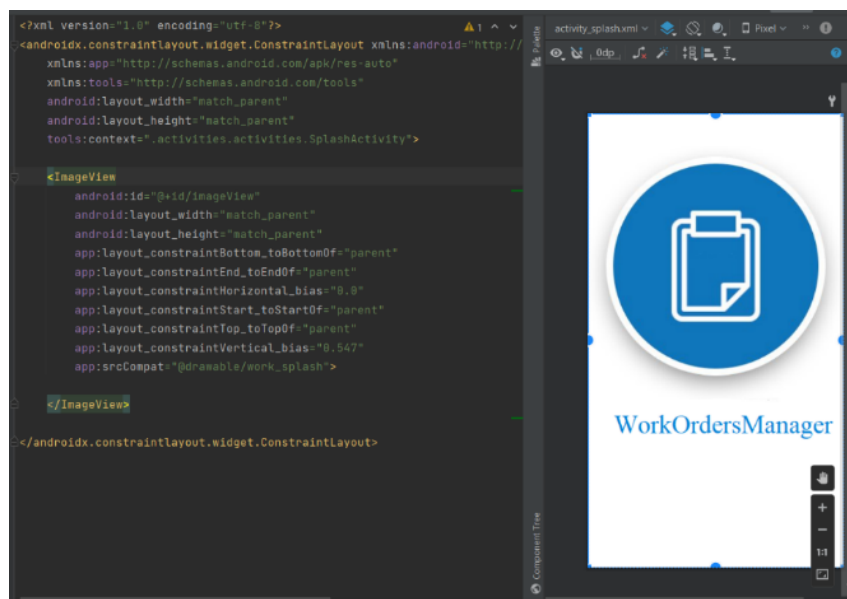 <?xml version="1.0" encoding="utf-8"?>
1
<androidx.constraintlayout.widget.ConstraintLayout xmlns:android="http://
xmlns:app="http://schemas.android.com/apk/res-auto"
xmlns:tools="http://schemas.android.com/tools"
android:layout_width="match_parent"
android:layout_height="match_parent"
tools:context=".activities.activities.SplashActivity">
<ImageView
android:id="@+id/imageView"
android:layout_width="match_parent"
android:layout_height="match_parent"
app:layout_constraintBottom_toBottomOf="parent"
app:layout_constraintEnd_toEndOf="parent"
app:layout_constraintHorizontal_bias="0.0"
app:layout_constraintStart_toStartOf="parent"
app:layout_constraintTop_toTopOf="parent"
app:layout_constraintVertical_bias="0.547"
app:srcCompat="@drawable/work_splash">
</ImageView>
</androidx.constraintlayout.widget.ConstraintLayout>
Palette
Component Tree
activity_splash.xml
Pixel
0dp
WorkOrdersManager
1:1